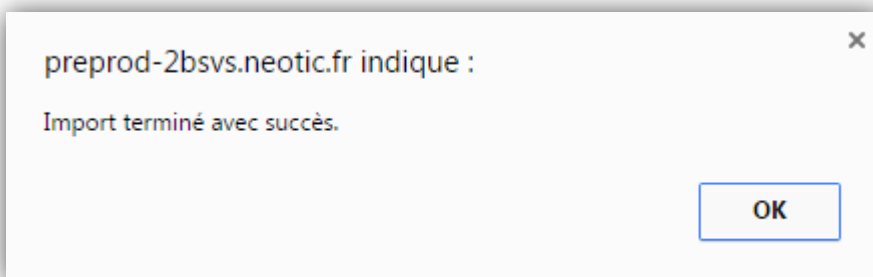 preprod-2bsvs.neotic.fr indique :
Import terminé avec succès.
OK